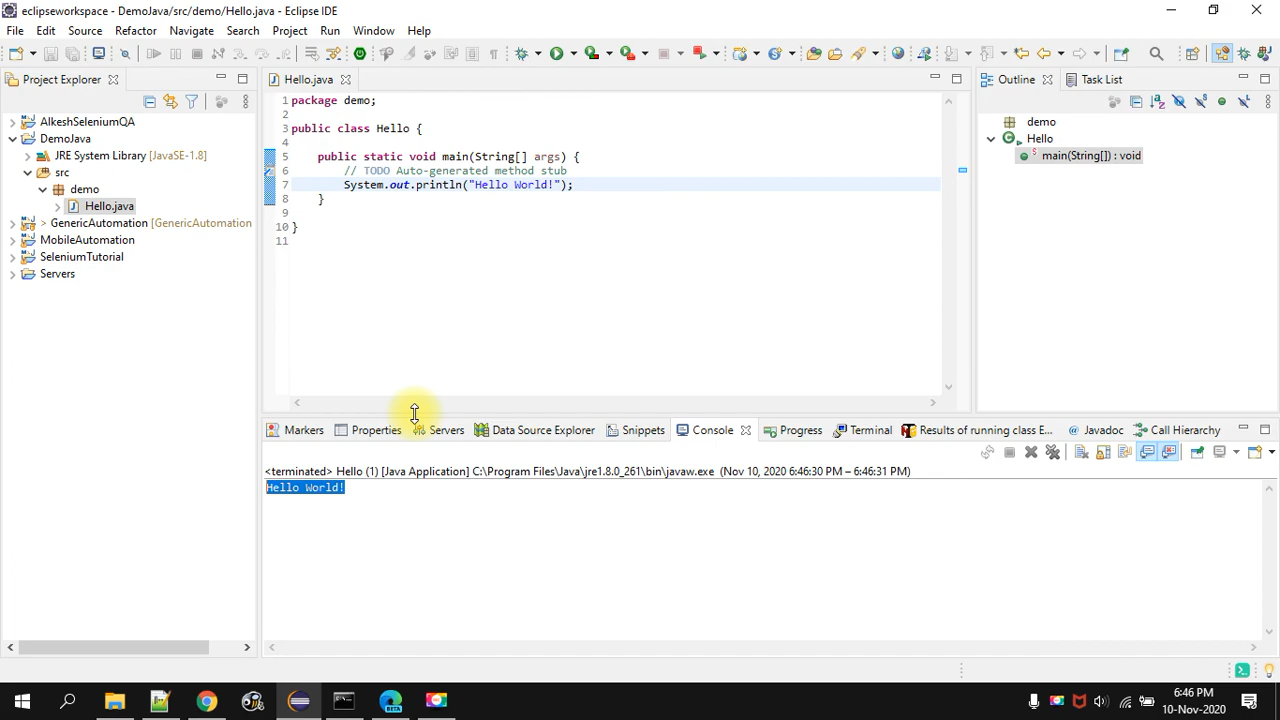 eclipseworkspace - DemoJava/src/demo/Hello.java - Eclipse IDE
File Edit Source Refactor Navigate Search Project Run Window Help
Project Explorer
AlkeshSeleniumQA
DemoJava
JRE System Library [JavaSE-1.8]
src
demo
Hello.java
> GenericAutomation [GenericAutomation
MobileAutomation
SeleniumTutorial
Servers
Hello.java
1 package demo;
2
3 public class Hello {
4
5 public static void main(String[] args) {
6 // TODO Auto-generated method stub
7 System.out.println("Hello World!");
8 }
9
10 }
11
Outline Task List
demo
Hello
main(String[]) : void
Markers Properties Servers Data Source Explorer Snippets Console Progress Terminal Results of running class E... @ Javadoc Call Hierarchy
<terminated> Hello (1) [Java Application] C:\Program Files\Java\jre1.8.0_261\bin\javaw.exe (Nov 10, 2020 6:46:30 PM – 6:46:31 PM)
Hello World!
6:46 PM
10-Nov-2020